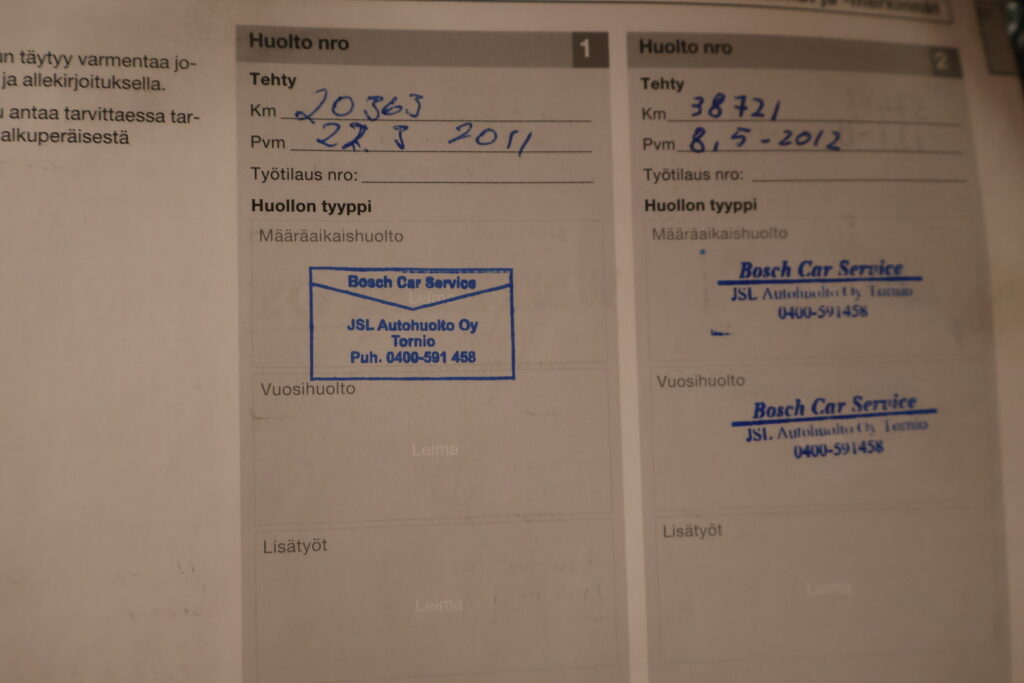 un täytyy varmentaa jo-
ja allekirjoituksella.
antaa tarvittaessa tar-
alkuperäisestä
Huolto nro 1
Tehty
Km 20363
Pvm 22. 3 2011
Työtilaus nro:
Huollon tyyppi
Määräaikaishuolto
Leima
Bosch Car Service
JSL Autohuolto Oy
Tornio
Puh. 0400-591 458
Vuosihuolto
Leima
Lisätyöt
Leima
Huolto nro 2
Tehty
Km 38721
Pvm 8,5-2012
Työtilaus nro:
Huollon tyyppi
Määräaikaishuolto
Bosch Car Service
JSL Autohuolto Oy Tornio
0400-591458
Vuosihuolto
Bosch Car Service
JSL Autohuolto Oy Tornio
0400-591458
Lisätyöt
Leima